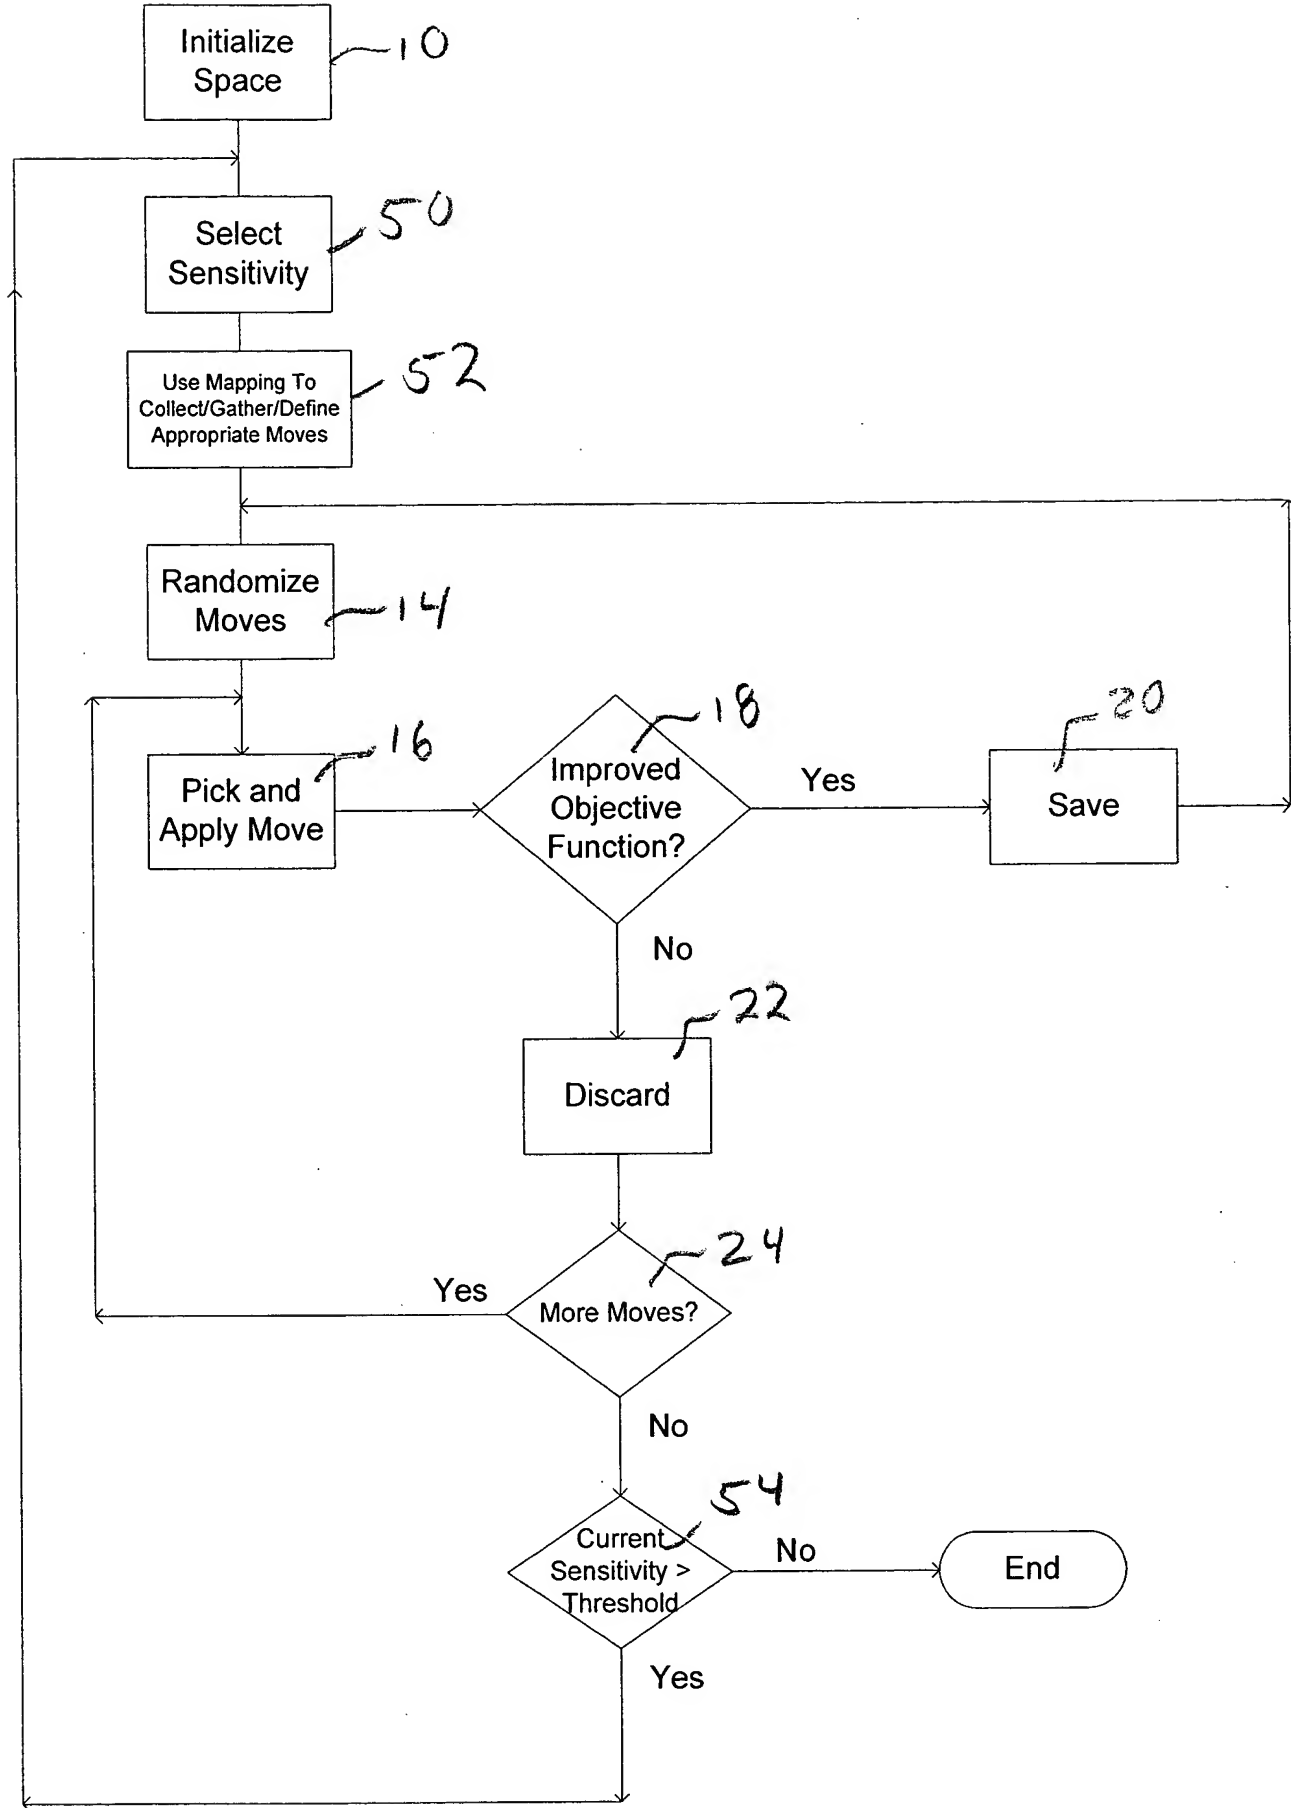 Initialize
Space
10
Select
Sensitivity
50
Use Mapping To
Collect/Gather/Define
Appropriate Moves
52
Randomize
Moves
14
Pick and
Apply Move
16
Improved
Objective
Function?
18
Yes
Save
20
No
Discard
22
More Moves?
24
Yes
No
Current
Sensitivity >
Threshold
54
No
End
Yes